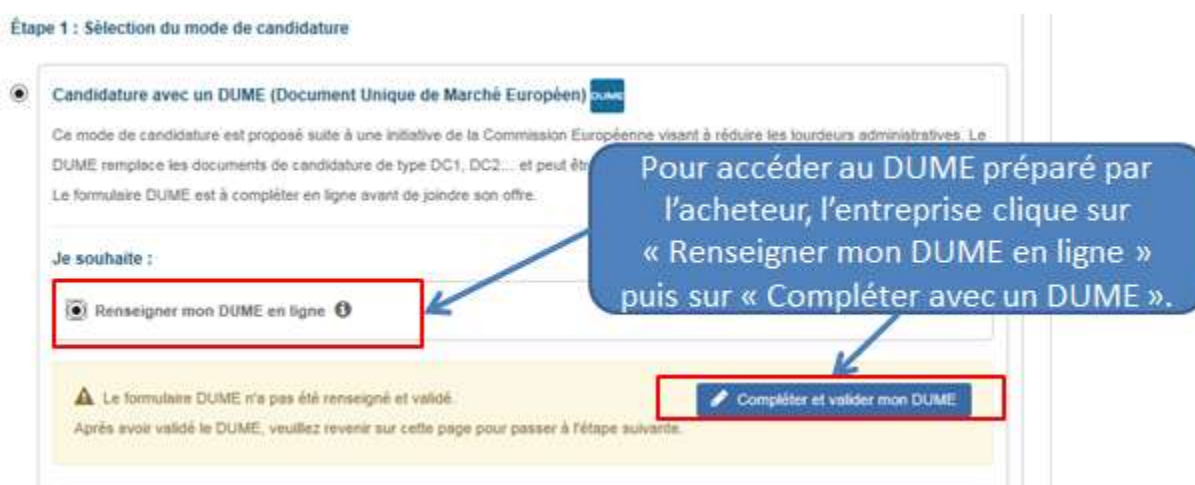 Étape 1 : Sélection du mode de candidature
Candidature avec un DUME (Document Unique de Marché Européen) DUME
Ce mode de candidature est proposé suite à une initiative de la Commission Européenne visant à réduire les lourdeurs administratives. Le
DUME remplace les documents de candidature de type DC1, DC2... et peut
Le formulaire DUME est à compléter en ligne avant de joindre son offre.
Pour accéder au DUME préparé par
l'acheteur, l'entreprise clique sur
« Renseigner mon DUME en ligne »
puis sur « Compléter avec un DUME ».
Je souhaite :
Renseigner mon DUME en ligne
Le formulaire DUME n'a pas été renseigné et validé.
Compléter et valider mon DUME
Après avoir validé le DUME, veuillez revenir sur cette page pour passer à l'étape suivante.